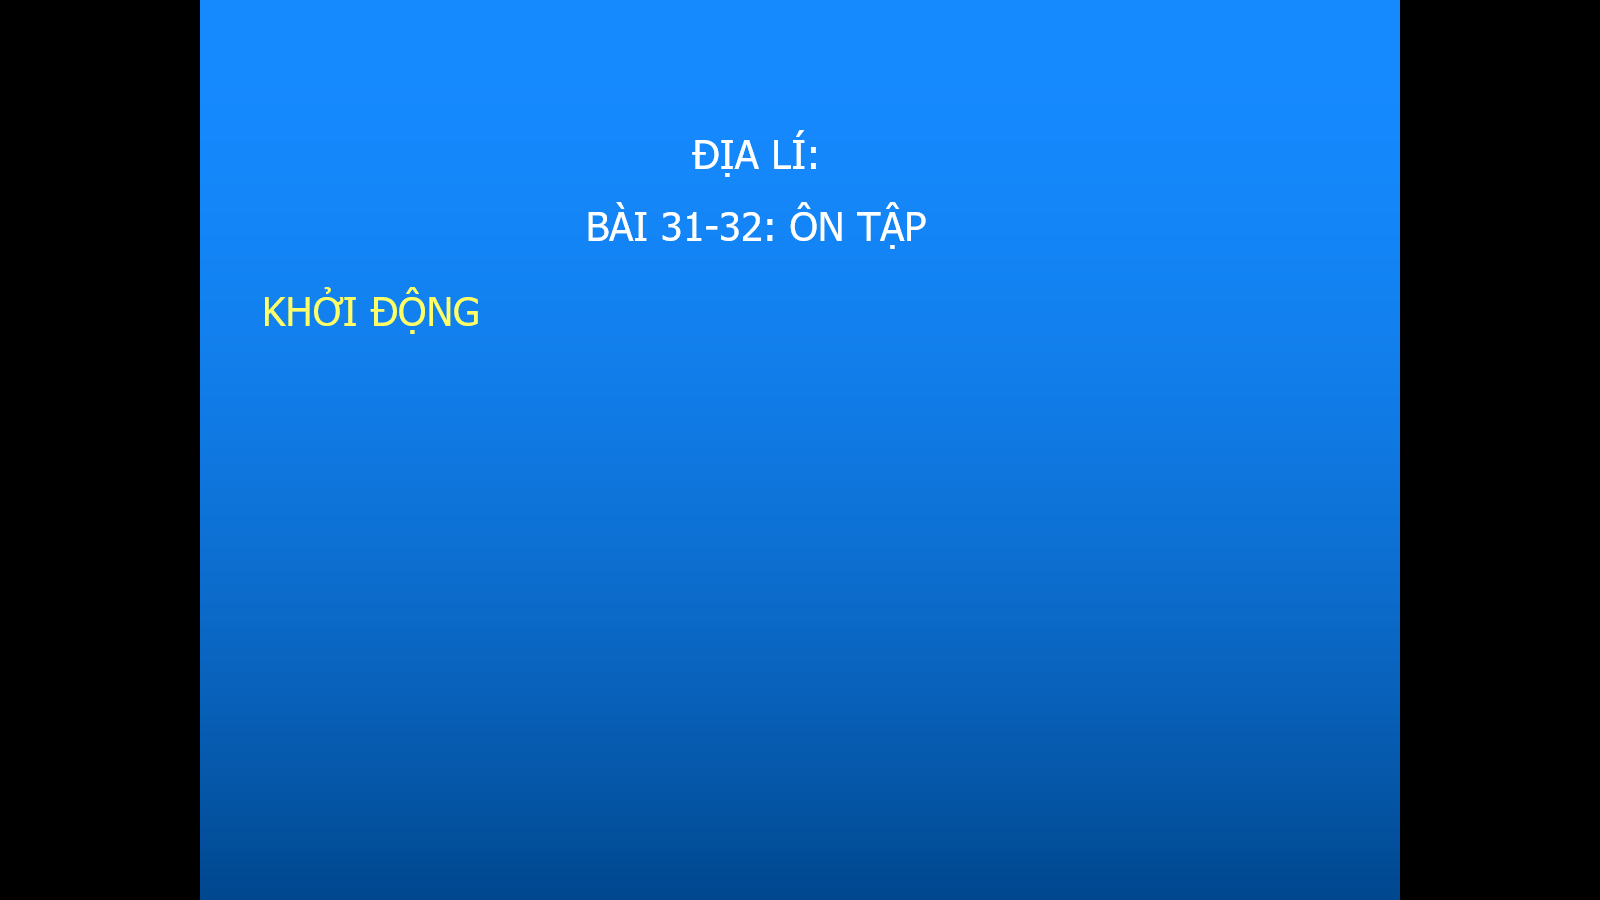 ĐỊA LÍ:
BÀI 31-32: ÔN TẬP
KHỞI ĐỘNG